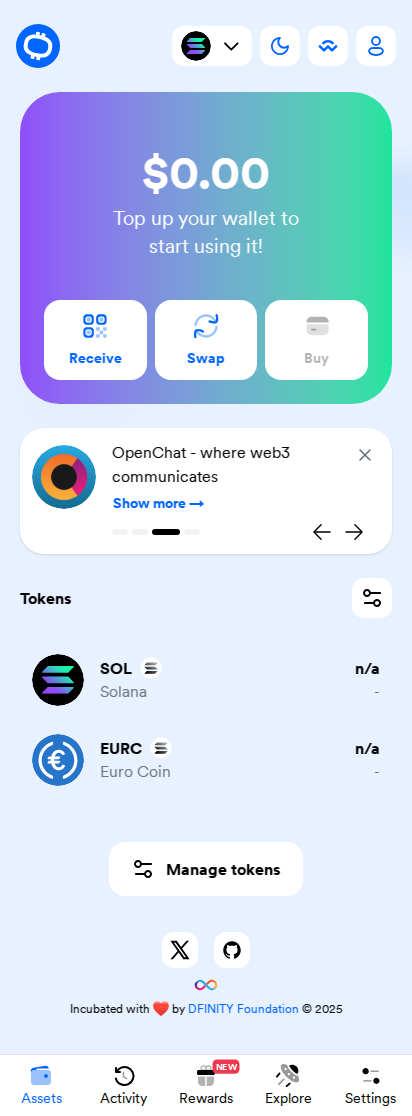 $0.00
Top up your wallet to
start using it!
Receive
Swap
Buy
OpenChat - where web3
communicates
Show more →
Tokens
SOL
n/a
Solana
-
EURC
n/a
Euro Coin
-
Manage tokens
Incubated with ❤️ by DFINITY Foundation © 2025
NEW
Assets
Activity
Rewards
Explore
Settings